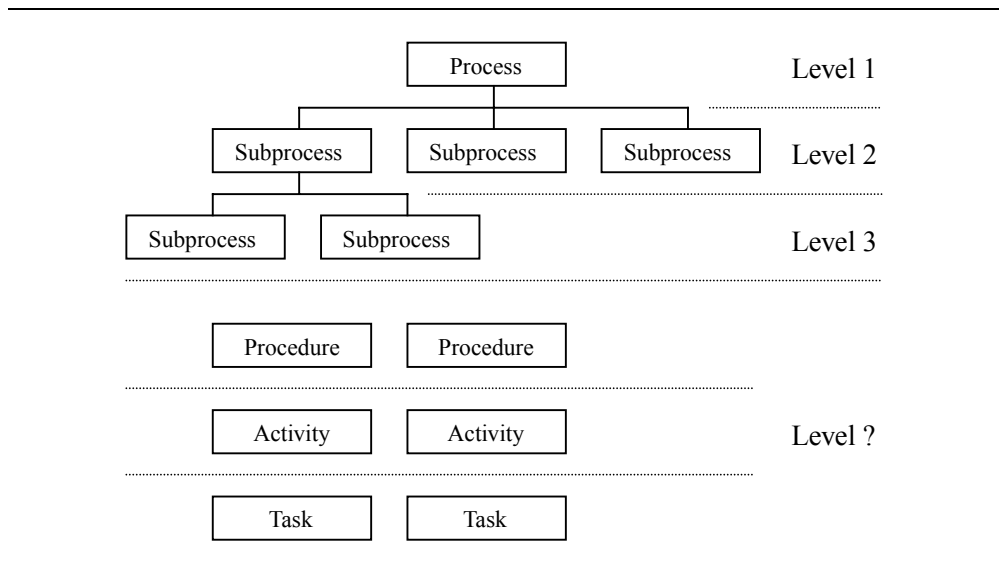 Process Level 1
Subprocess Subprocess Subprocess Level 2
Subprocess Subprocess Level 3
Procedure Procedure
Activity Activity Level ?
Task Task